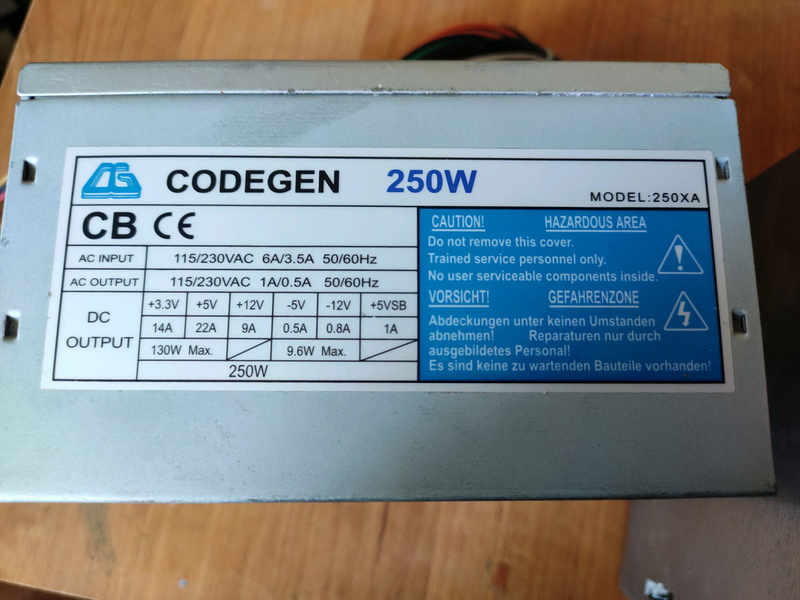 CODEGEN 250W
MODEL:250XA
CB CE
AC INPUT 115/230VAC 6A/3.5A 50/60Hz
AC OUTPUT 115/230VAC 1A/0.5A 50/60Hz
DC OUTPUT
+3.3V +5V +12V -5V -12V +5VSB
14A 22A 9A 0.5A 0.8A 1A
130W Max. 9.6W Max.
250W
CAUTION! HAZARDOUS AREA
Do not remove this cover.
Trained service personnel only.
No user serviceable components inside.
VORSICHT! GEFAHRENZONE
Abdeckungen unter keinen Umstanden
abnehmen! Reparaturen nur durch
ausgebildetes Personal!
Es sind keine zu wartenden Bauteile vorhanden!